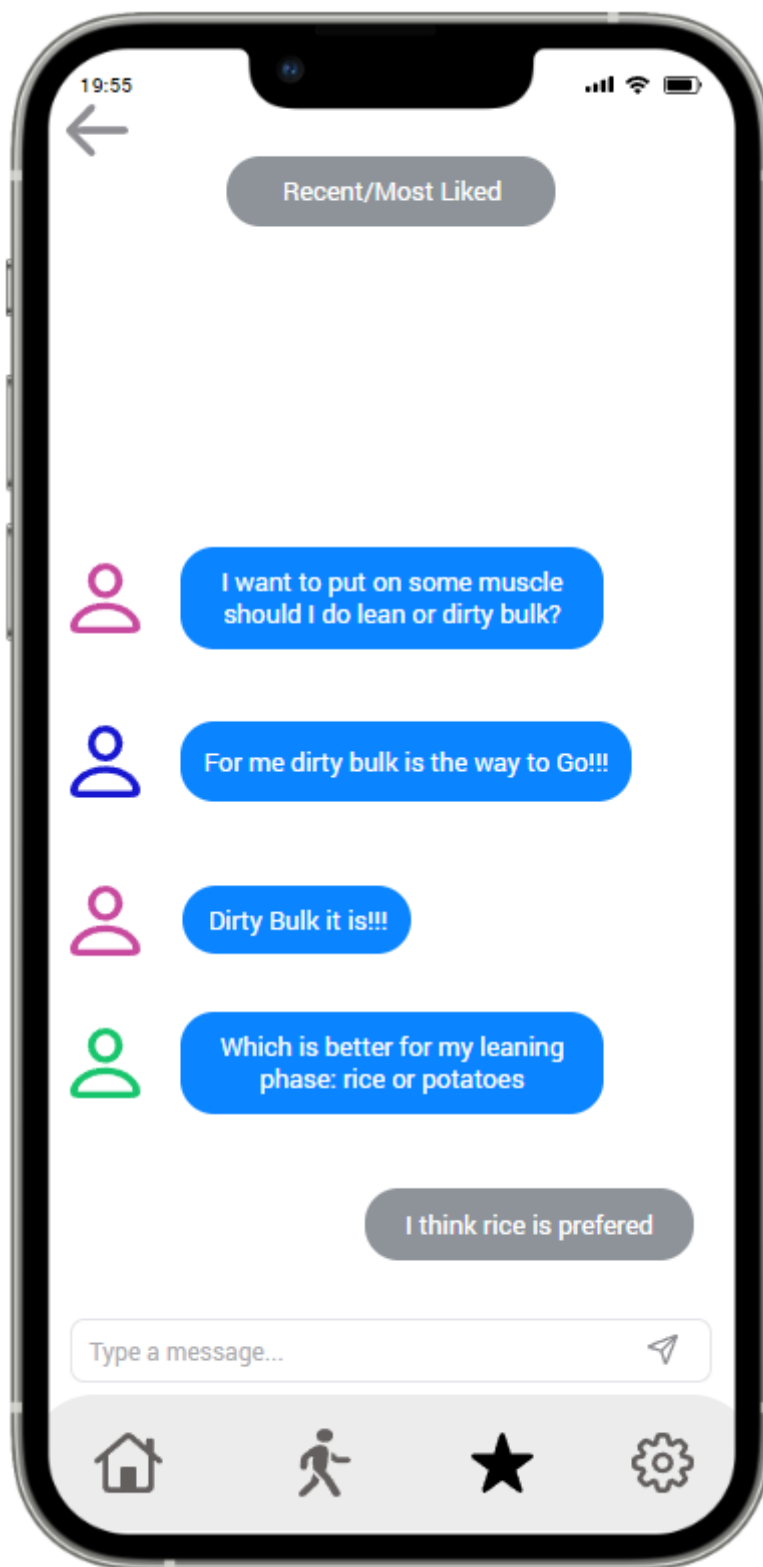 19:55
Recent/Most Liked
I want to put on some muscle
should I do lean or dirty bulk?
For me dirty bulk is the way to Go!!!
Dirty Bulk it is!!!
Which is better for my leaning
phase: rice or potatoes
I think rice is prefered
Type a message...